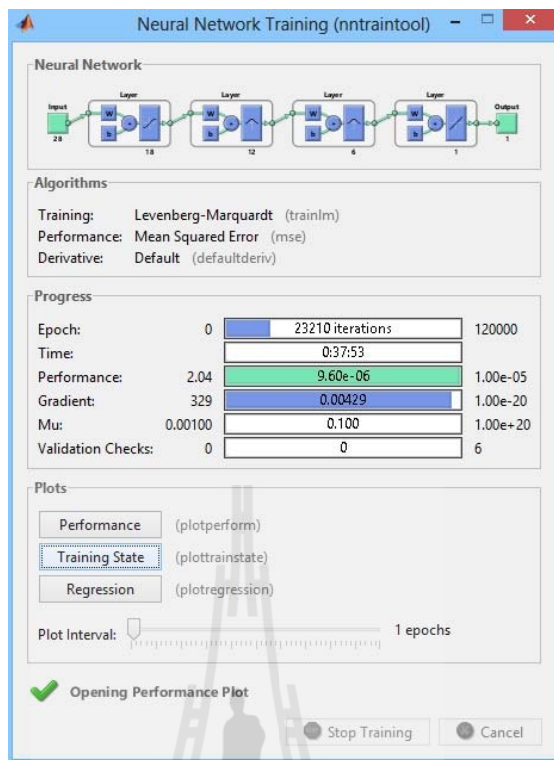 Neural Network Training (nntraintool)
Neural Network
Layer Layer Layer Layer
Input Output
W W W W
b b b b
28 18 12 6 1 1
Algorithms
Training: Levenberg-Marquardt (trainlm)
Performance: Mean Squared Error (mse)
Derivative: Default (defaultderiv)
Progress
Epoch: 0 23210 iterations 120000
Time: 0:37:53
Performance: 2.04 9.60e-06 1.00e-05
Gradient: 329 0.00429 1.00e-20
Mu: 0.00100 0.100 1.00e+20
Validation Checks: 0 0 6
Plots
Performance (plotperform)
Training State (plottrainstate)
Regression (plotregression)
Plot Interval: 1 epochs
Opening Performance Plot
Stop Training Cancel